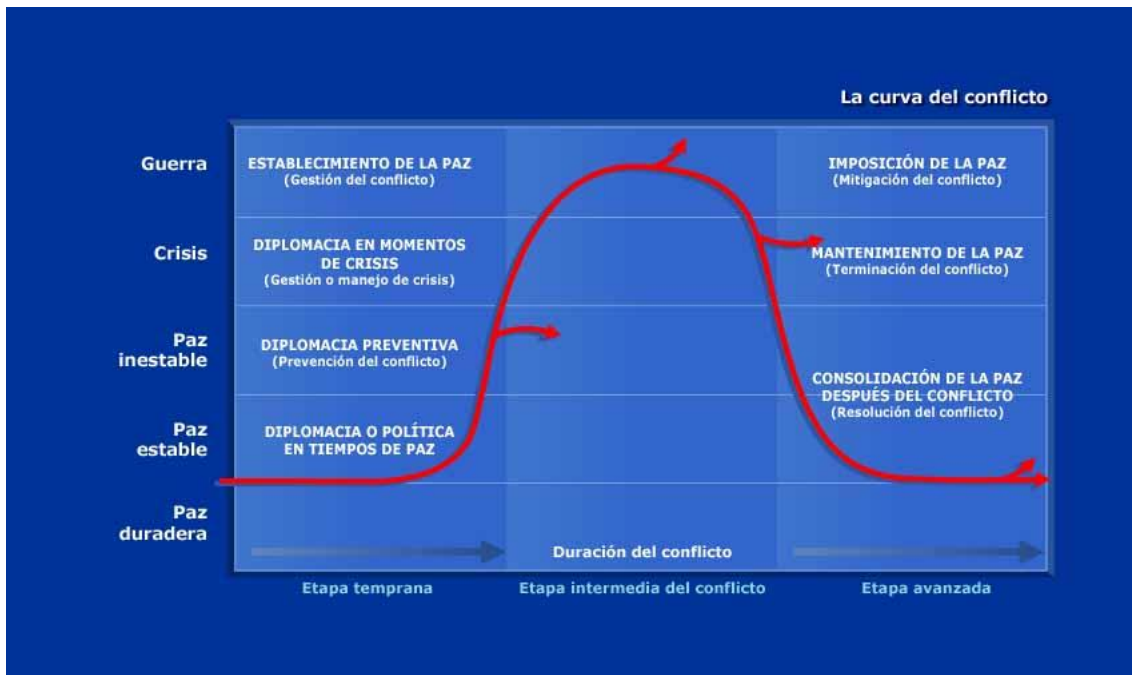 La curva del conflicto
Guerra
ESTABLECIMIENTO DE LA PAZ
(Gestión del conflicto)
IMPOSICIÓN DE LA PAZ
(Mitigación del conflicto)
Crisis
DIPLOMACIA EN MOMENTOS
DE CRISIS
(Gestión o manejo de crisis)
MANTENIMIENTO DE LA PAZ
(Terminación del conflicto)
Paz
inestable
DIPLOMACIA PREVENTIVA
(Prevención del conflicto)
CONSOLIDACIÓN DE LA PAZ
DESPUÉS DEL CONFLICTO
(Resolución del conflicto)
Paz
estable
DIPLOMACIA O POLÍTICA
EN TIEMPOS DE PAZ
Paz
duradera
Duración del conflicto
Etapa temprana
Etapa intermedia del conflicto
Etapa avanzada